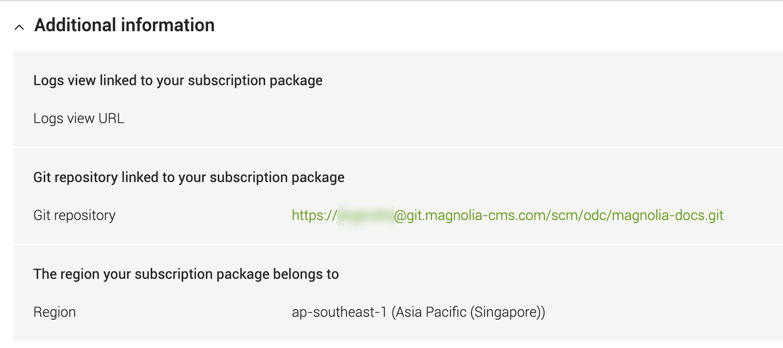 Additional information
Logs view linked to your subscription package
Logs view URL
Git repository linked to your subscription package
Git repository https://@git.magnolia-cms.com/scm/odc/magnolia-docs.git
The region your subscription package belongs to
Region ap-southeast-1 (Asia Pacific (Singapore))